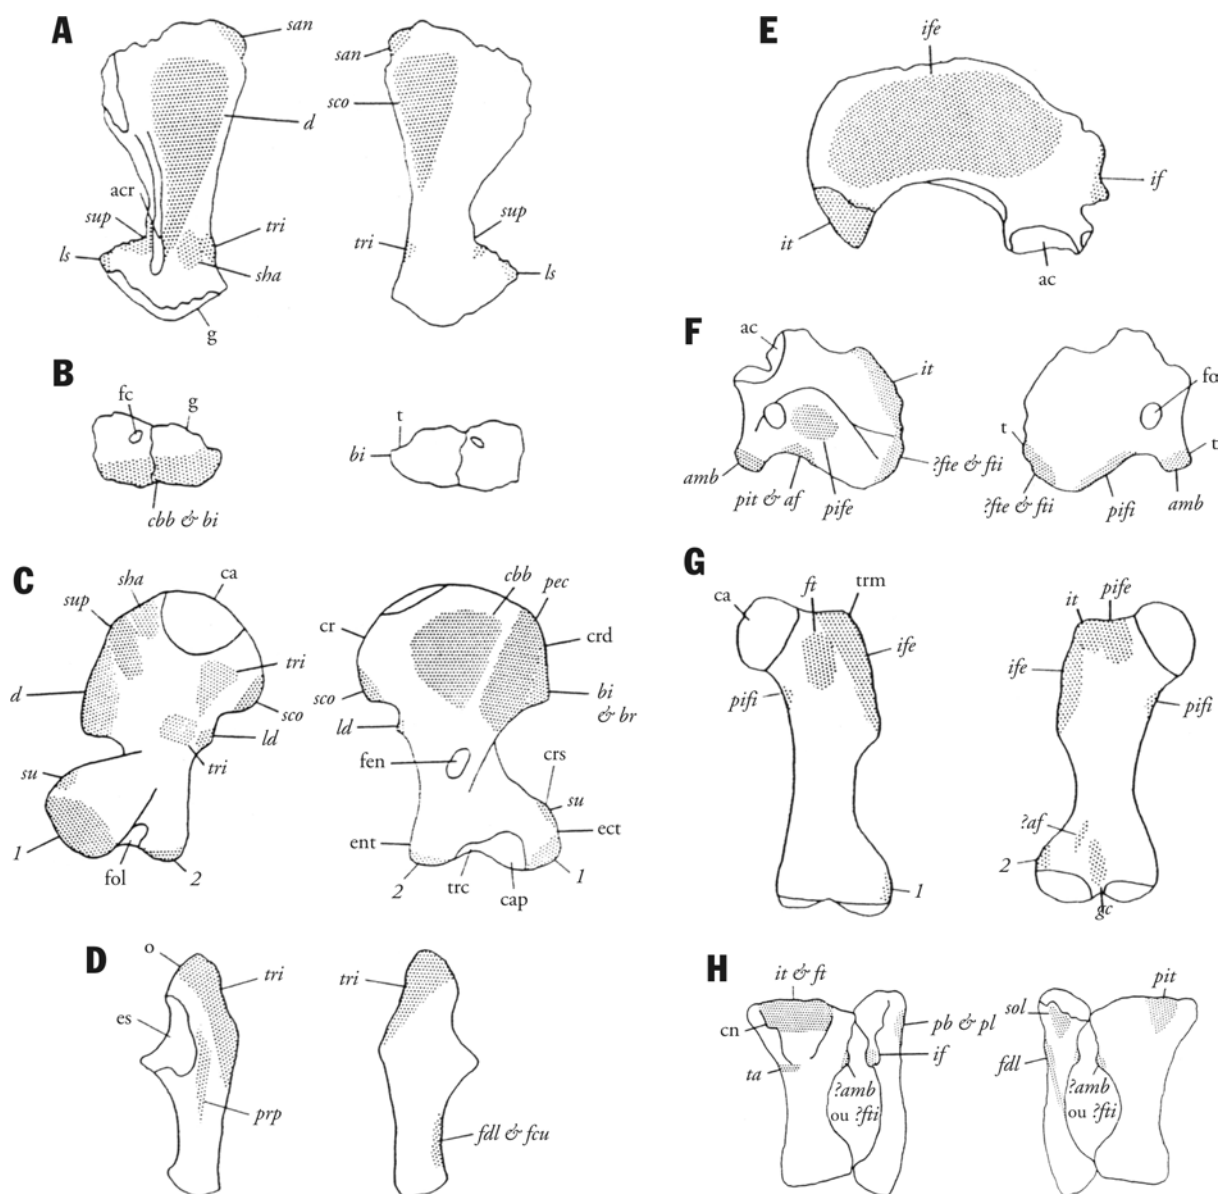 A
san
san
sco
d
acr
sup
ls
tri
sha
g
sup
tri
ls
B
fc
g
cbb & bi
t
bi
C
sha
ca
sup
d
tri
sco
ld
tri
su
1
fol
2
cbb
pec
cr
crd
sco
bi
& br
ld
fen
crs
su
ect
ent
2
trc
cap
1
D
o
tri
es
prp
tri
fdl & fcu
E
ife
if
it
ac
F
ac
it
amb
pit & af
pife
?fte & fti
fo
t
t
?fte & fti
pifi
amb
G
ca
ft
trm
ife
pifi
1
it
pife
ife
pifi
?af
2
gc
H
it & ft
cn
pb & pl
if
ta
?amb
ou ?fti
pit
sol
fdl
?amb
ou ?fti